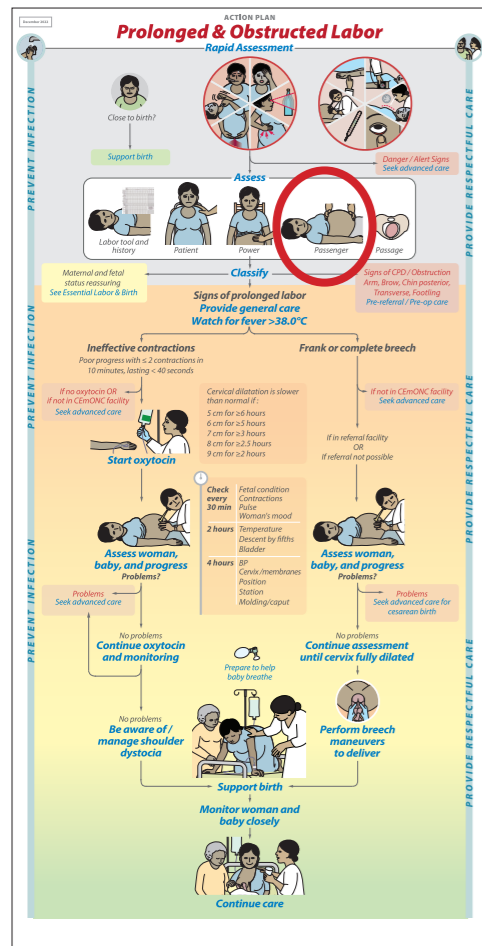 December 2023
ACTION PLAN
Prolonged & Obstructed Labor
Rapid Assessment
PREVENT INFECTION
PROVIDE RESPECTFUL CARE
Close to birth?
Support birth
Danger / Alert Signs
Seek advanced care
Assess
Labor tool and
history
Patient
Power
Passenger
Passage
Maternal and fetal
status reassuring
See Essential Labor & Birth
Classify
Signs of CPD / Obstruction
Arm, Brow, Chin posterior,
Transverse, Footling
Pre-referral / Pre-op care
Signs of prolonged labor
Provide general care
Watch for fever >38.0°C
PREVENT INFECTION
PROVIDE RESPECTFUL CARE
Ineffective contractions
Poor progress with ≤ 2 contractions in
10 minutes, lasting < 40 seconds
Frank or complete breech
If no oxytocin OR
if not in CEmONC facility
Seek advanced care
Cervical dilatation is slower
than normal if :
5 cm for ≥6 hours
6 cm for ≥5 hours
7 cm for ≥3 hours
8 cm for ≥2.5 hours
9 cm for ≥2 hours
If not in CEmONC facility
Seek advanced care
If in referral facility
OR
If referral not possible
Start oxytocin
Check
every
30 min
Fetal condition
Contractions
Pulse
Woman's mood
2 hours
Temperature
Descent by fifths
Bladder
4 hours
BP
Cervix/membranes
Position
Station
Molding/caput
Assess woman,
baby, and progress
Problems?
Assess woman,
baby, and progress
Problems?
PREVENT INFECTION
PROVIDE RESPECTFUL CARE
Problems
Seek advanced care
Problems
Seek advanced care for
cesarean birth
No problems
Continue oxytocin
and monitoring
No problems
Continue assessment
until cervix fully dilated
Prepare to help
baby breathe
No problems
Be aware of /
manage shoulder
dystocia
Perform breech
maneuvers
to deliver
Support birth
Monitor woman and
baby closely
Continue care